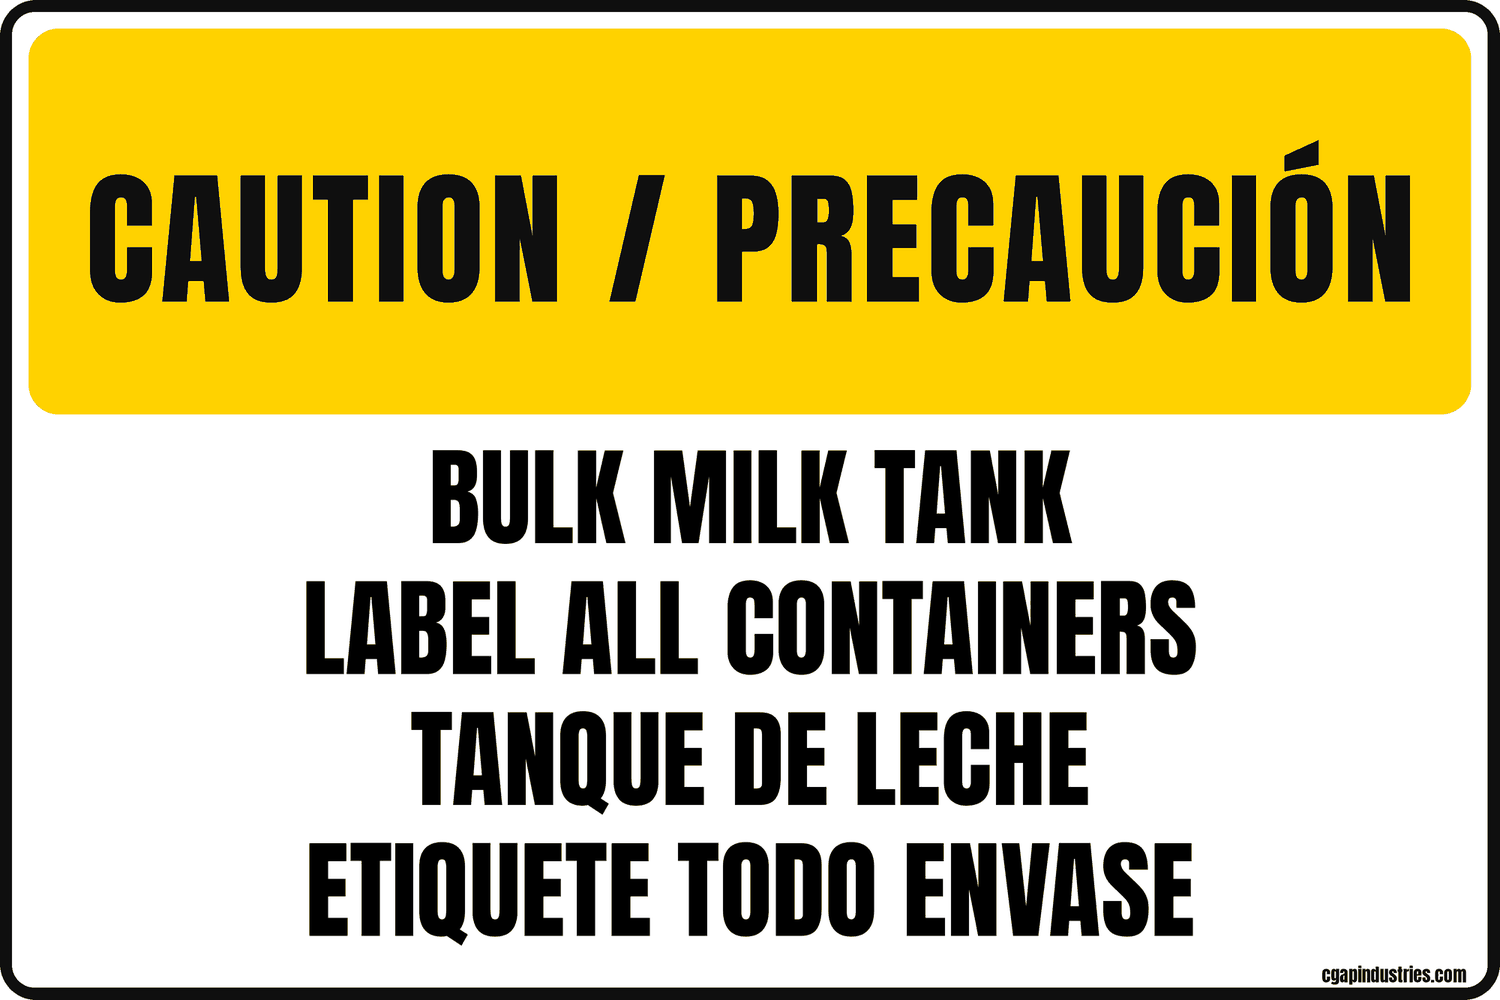 CAUTION / PRECAUCIÓN
BULK MILK TANK
LABEL ALL CONTAINERS
TANQUE DE LECHE
ETIQUETE TODO ENVASE
cgapindustries.com